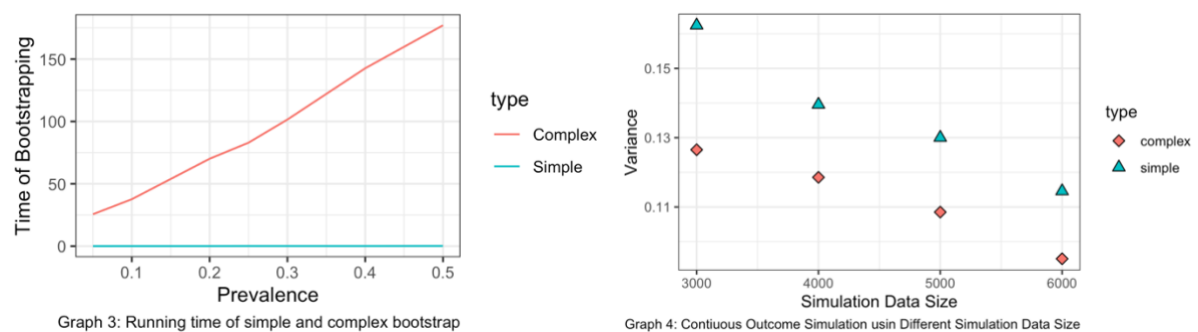 Time of Bootstrapping
150
100
50
0
0.1 0.2 0.3 0.4 0.5
Prevalence
type
Complex
Simple
Graph 3: Running time of simple and complex bootstrap
Variance
0.15
0.13
0.11
3000 4000 5000 6000
Simulation Data Size
type
complex
simple
Graph 4: Contiuous Outcome Simulation usin Different Simulation Data Size